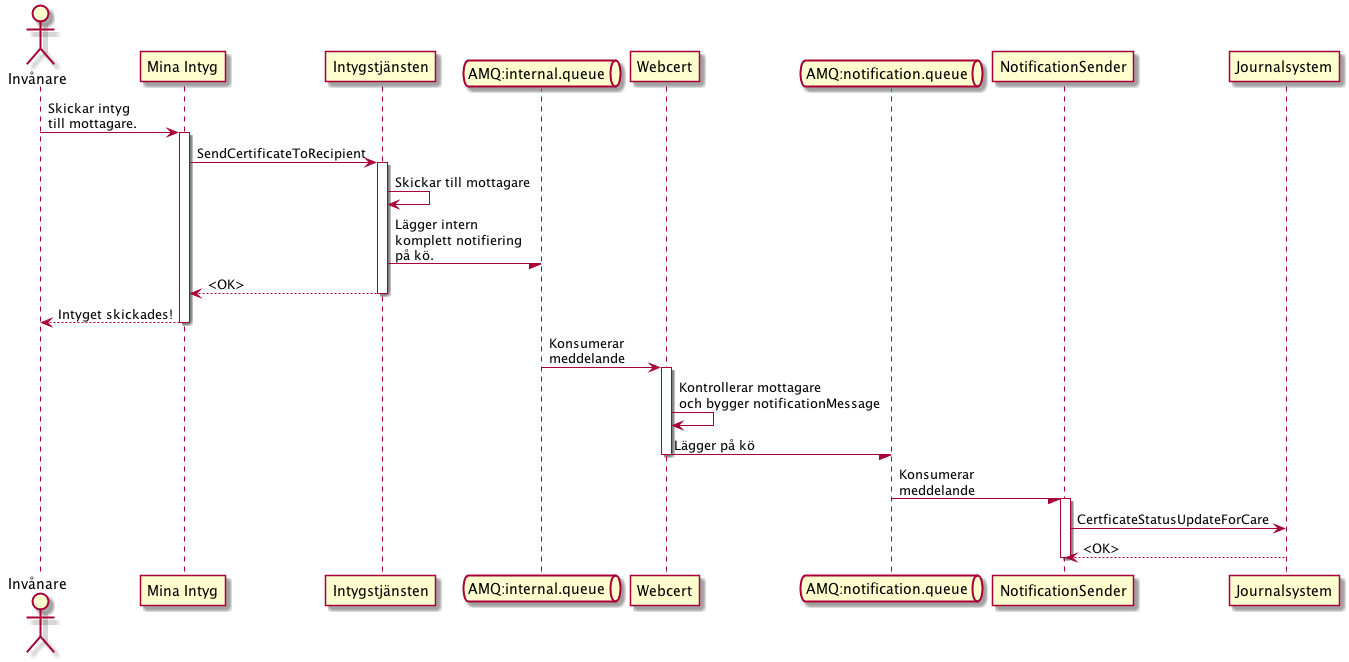 Invånare
Mina Intyg
Intygstjänsten
AMQ:internal.queue
Webcert
AMQ:notification.queue
NotificationSender
Journalsystem
Skickar intyg
till mottagare.
SendCertificateToRecipient
Skickar till mottagare
Lägger intern
komplett notifiering
på kö.
<OK>
Intyget skickades!
Konsumerar
meddelande
Kontrollerar mottagare
och bygger notificationMessage
Lägger på kö
Konsumerar
meddelande
CertficateStatusUpdateForCare
<OK>
Invånare
Mina Intyg
Intygstjänsten
AMQ:internal.queue
Webcert
AMQ:notification.queue
NotificationSender
Journalsystem